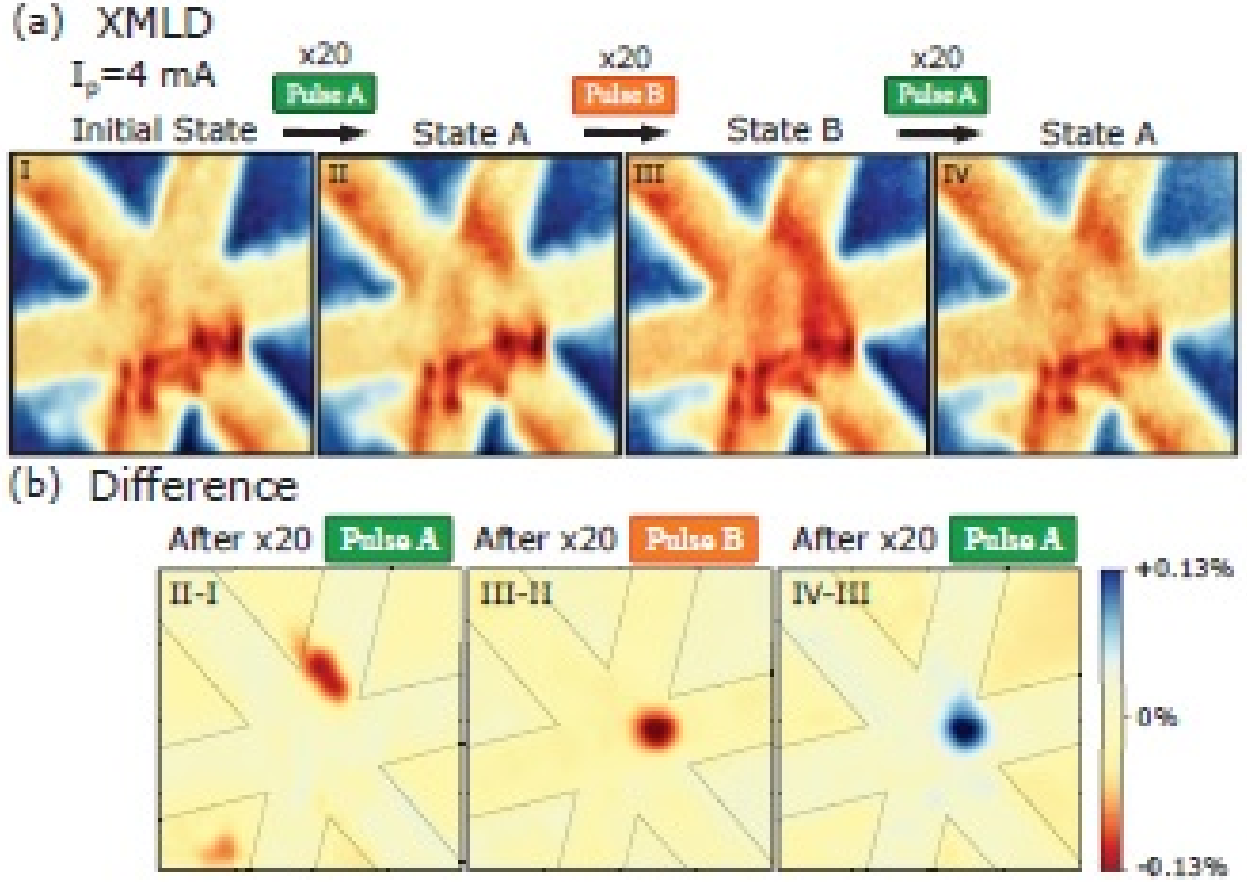 (a) XMLD
x20 x20 x20
Iₚ=4 mA Pulse A Pulse B Pulse A
Initial State State A State B State A
I II III IV
(b) Difference
After x20 Pulse A After x20 Pulse B After x20 Pulse A
II-I III-II IV-III
+0.13%
0%
-0.13%